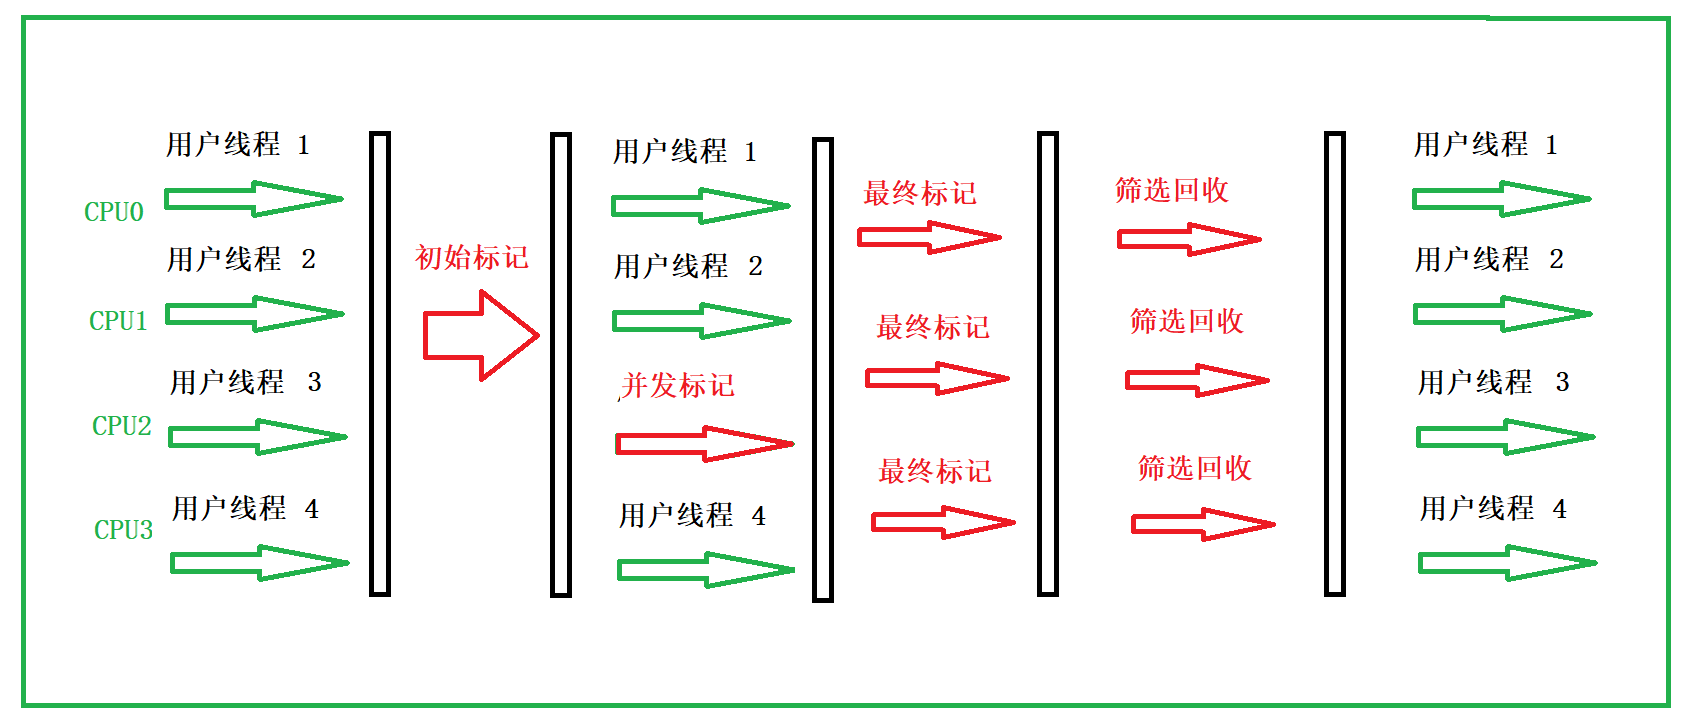 用户线程 1
CPU0
用户线程 2
CPU1
用户线程 3
CPU2
用户线程 4
CPU3
初始标记
用户线程 1
用户线程 2
并发标记
用户线程 4
最终标记
最终标记
最终标记
筛选回收
筛选回收
筛选回收
用户线程 1
用户线程 2
用户线程 3
用户线程 4